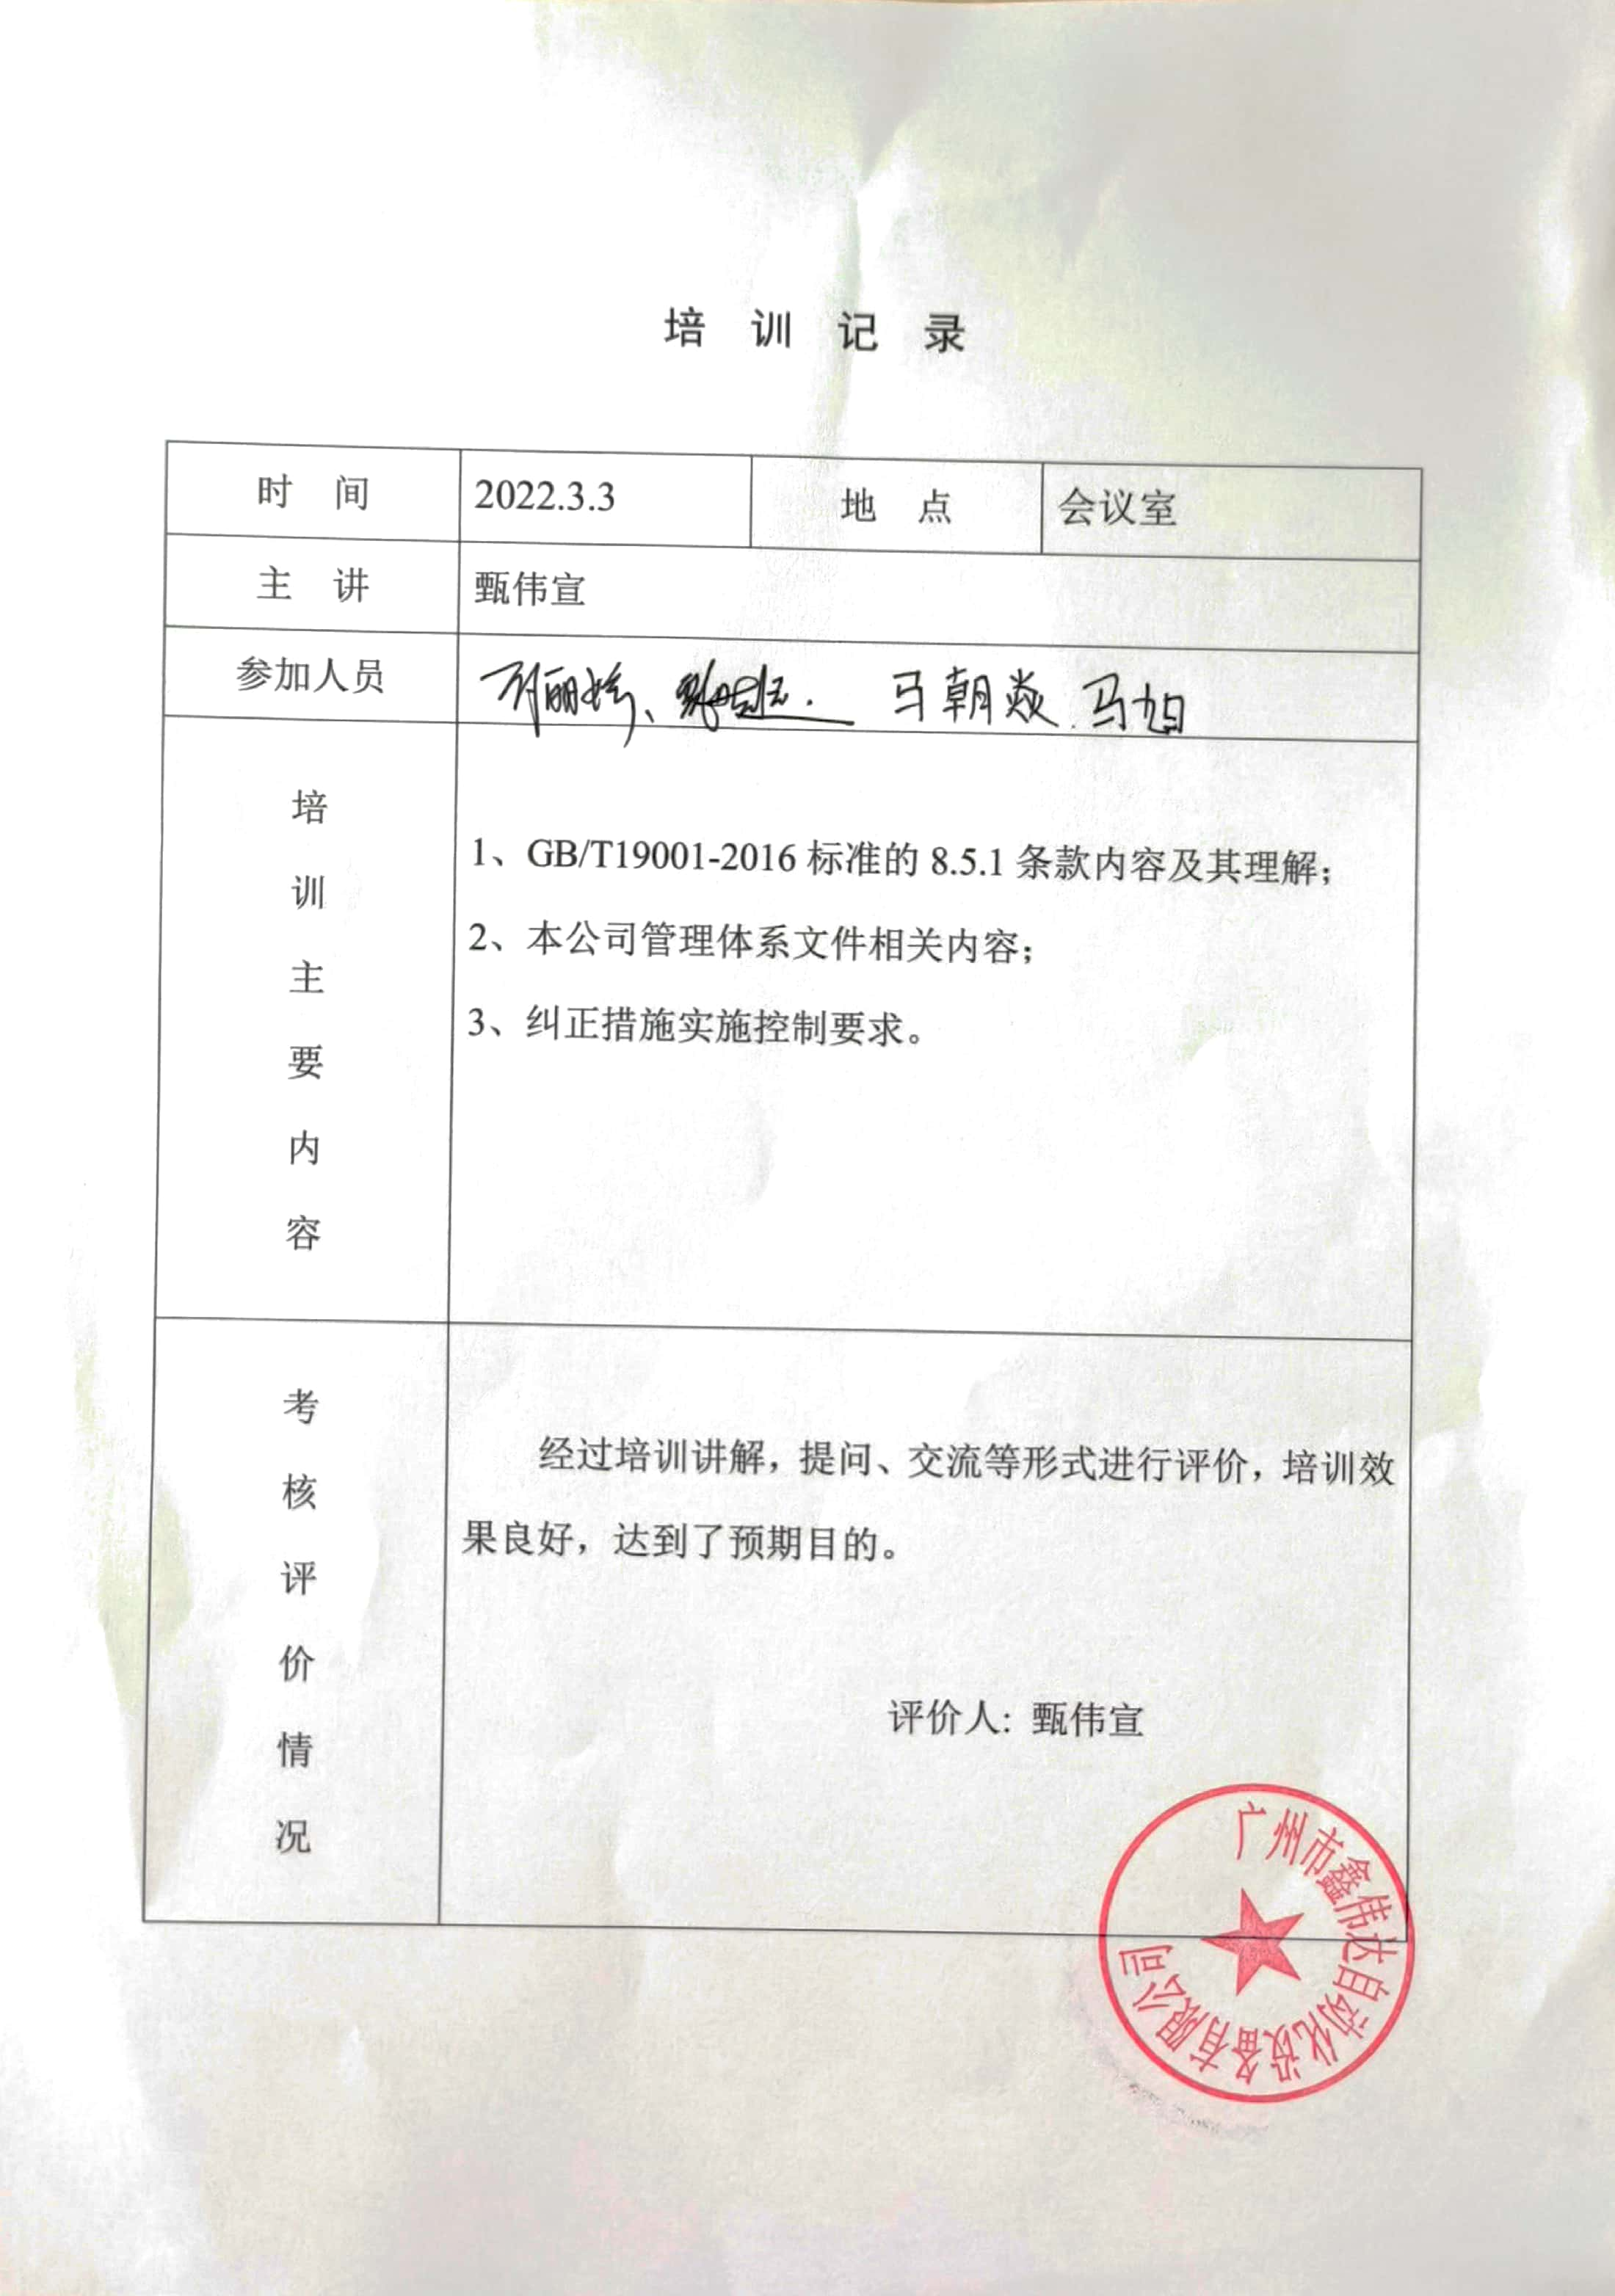 培 训 记 录
时 间 2022.3.3 地 点 会议室
主 讲 甄伟宣
参加人员 马朝焱 马旭
培训主要内容
1、GB/T19001-2016 标准的 8.5.1 条款内容及其理解；
2、本公司管理体系文件相关内容；
3、纠正措施实施控制要求。
考核评价情况
经过培训讲解，提问、交流等形式进行评价，培训效
果良好，达到了预期目的。
评价人：甄伟宣
广州市鑫伟达自动化设备有限公司